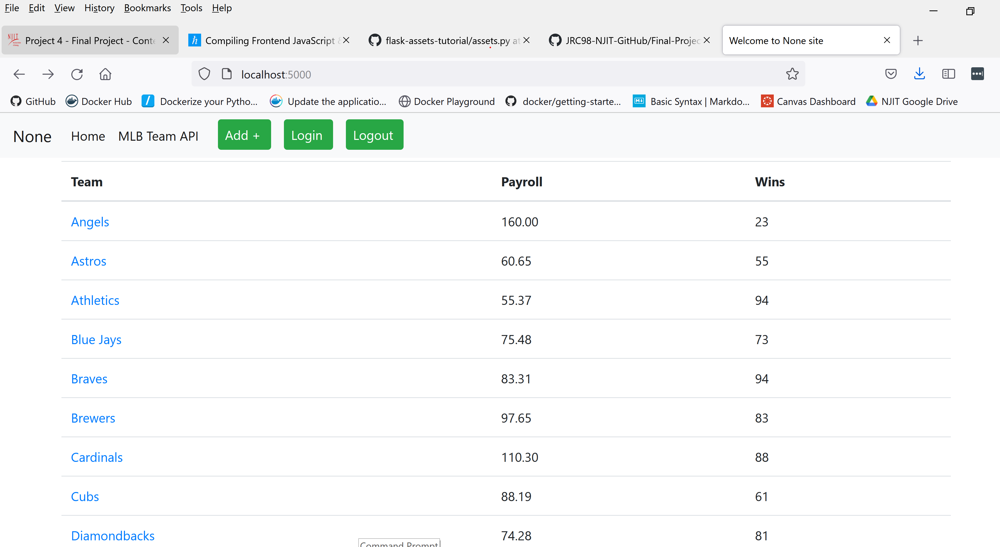 File Edit View History Bookmarks Tools Help
NJIT Project 4 - Final Project - Conte
ħ Compiling Frontend JavaScript &
flask-assets-tutorial/assets.py at
JRC98-NJIT-GitHub/Final-Projec
Welcome to None site
localhost:5000
GitHub Docker Hub Dockerize your Pytho... Update the applicatio... Docker Playground docker/getting-starte... Basic Syntax | Markdo... Canvas Dashboard NJIT Google Drive
None Home MLB Team API Add + Login Logout
Team Payroll Wins
Angels 160.00 23
Astros 60.65 55
Athletics 55.37 94
Blue Jays 75.48 73
Braves 83.31 94
Brewers 97.65 83
Cardinals 110.30 88
Cubs 88.19 61
Diamondbacks 74.28 81
Command Prompt